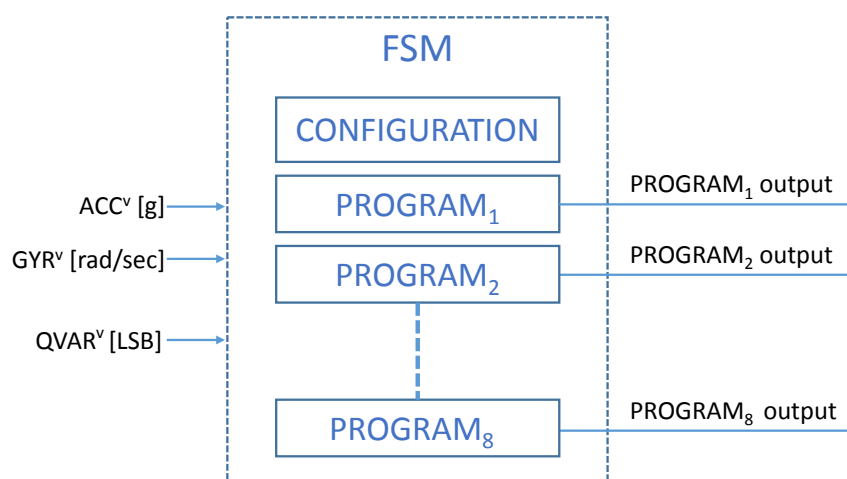 FSM
CONFIGURATION
ACCᵛ [g]
PROGRAM₁
PROGRAM₁ output
GYRᵛ [rad/sec]
PROGRAM₂
PROGRAM₂ output
QVARᵛ [LSB]
PROGRAM₈
PROGRAM₈ output